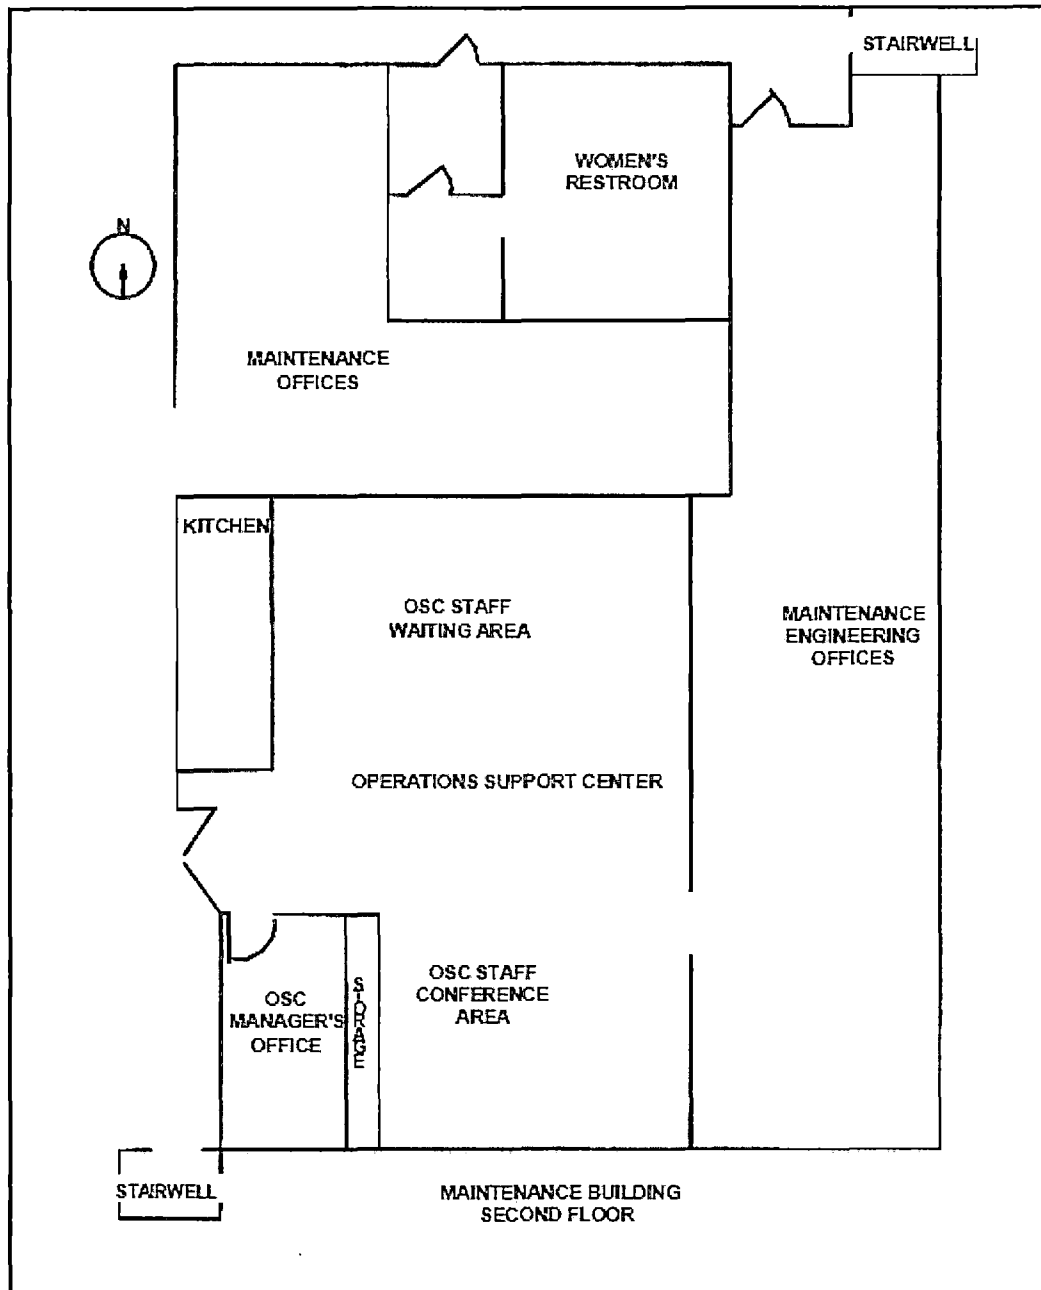 STAIRWELL
WOMEN'S
RESTROOM
N
MAINTENANCE
OFFICES
KITCHEN
OSC STAFF
WAITING AREA
MAINTENANCE
ENGINEERING
OFFICES
OPERATIONS SUPPORT CENTER
OSC
MANAGER'S
OFFICE
STORAGE
OSC STAFF
CONFERENCE
AREA
STAIRWELL
MAINTENANCE BUILDING
SECOND FLOOR